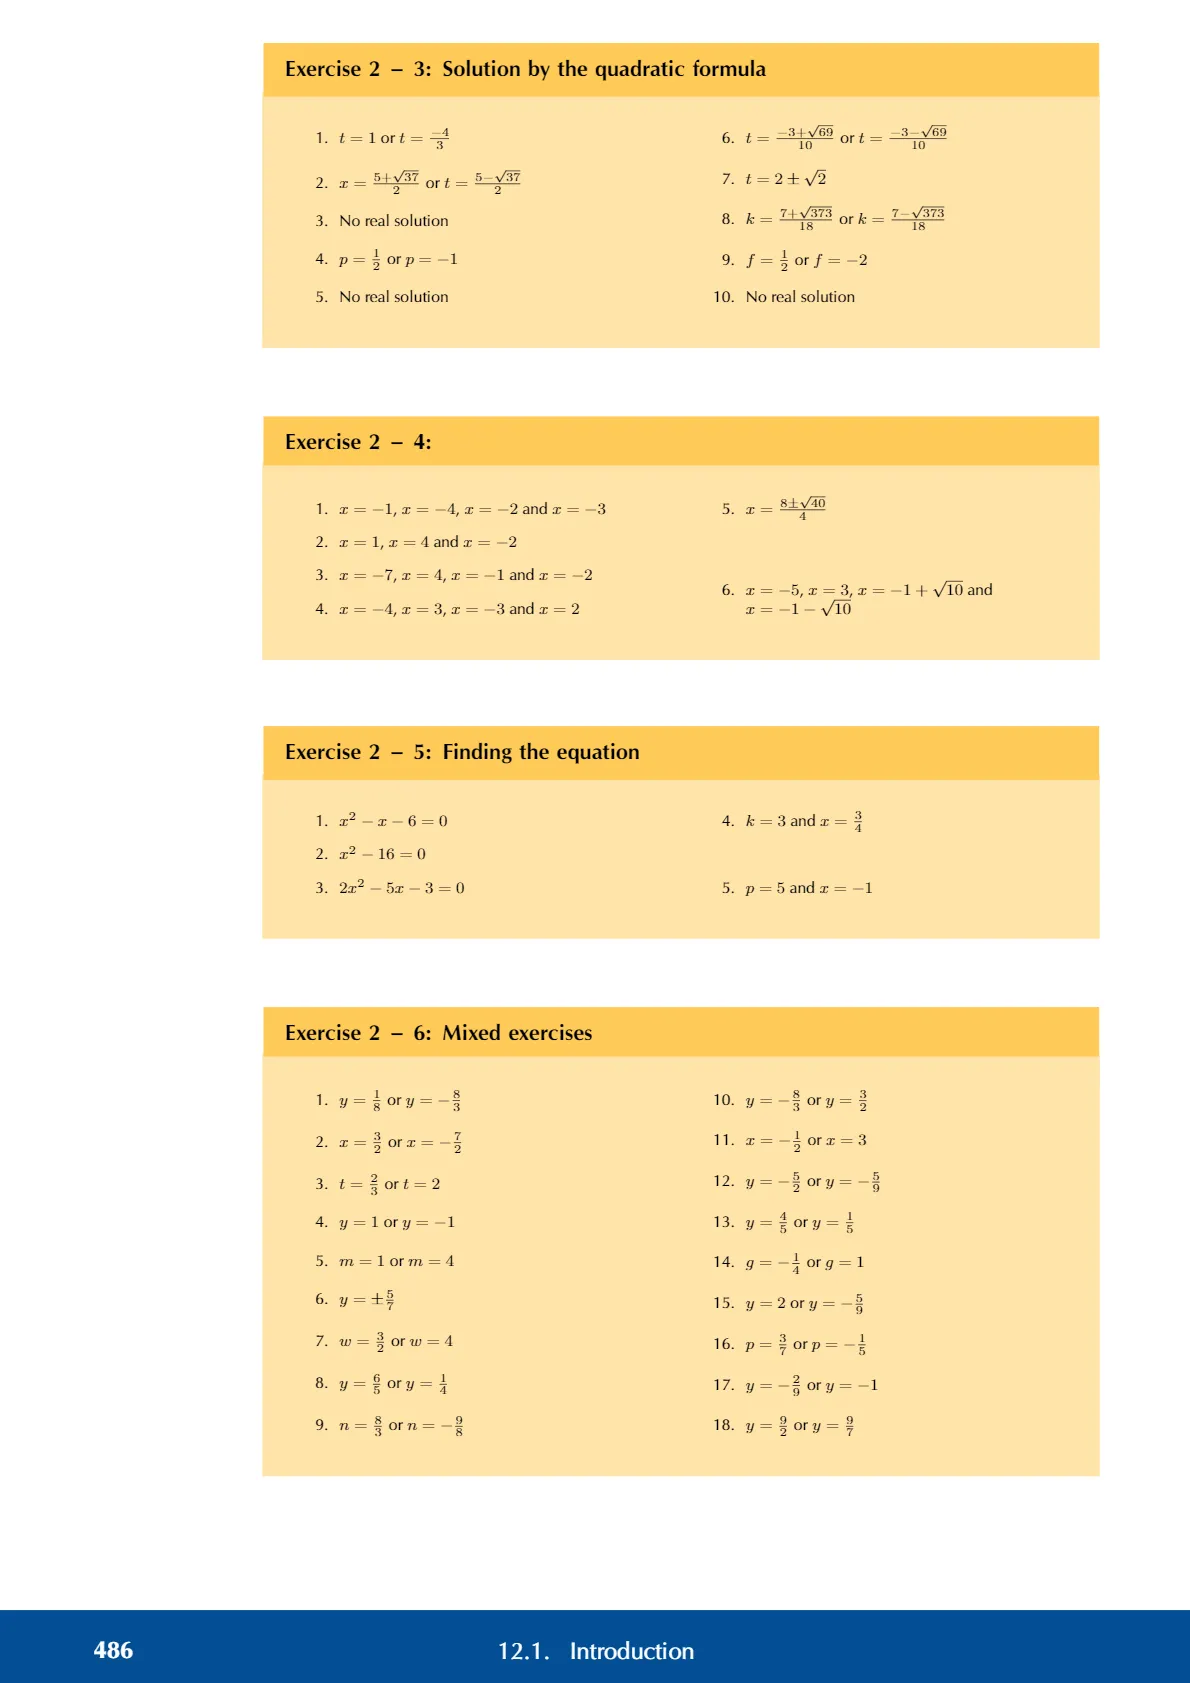 Exercise 2 – 3: Solution by the quadratic formula
1. t = 1 or t = \frac{-4}{3}
2. x = \frac{5+\sqrt{37}}{2} or t = \frac{5-\sqrt{37}}{2}
3. No real solution
4. p = \frac{1}{2} or p = −1
5. No real solution
6. t = \frac{-3+\sqrt{69}}{10} or t = \frac{-3-\sqrt{69}}{10}
7. t = 2 ± \sqrt{2}
8. k = \frac{7+\sqrt{373}}{18} or k = \frac{7-\sqrt{373}}{18}
9. f = \frac{1}{2} or f = −2
10. No real solution
Exercise 2 – 4:
1. x = −1, x = −4, x = −2 and x = −3
2. x = 1, x = 4 and x = −2
3. x = −7, x = 4, x = −1 and x = −2
4. x = −4, x = 3, x = −3 and x = 2
5. x = \frac{8±\sqrt{40}}{4}
6. x = −5, x = 3, x = −1 + \sqrt{10} and
x = −1 − \sqrt{10}
Exercise 2 – 5: Finding the equation
1. x² − x − 6 = 0
2. x² − 16 = 0
3. 2x² − 5x − 3 = 0
4. k = 3 and x = \frac{3}{4}
5. p = 5 and x = −1
Exercise 2 – 6: Mixed exercises
1. y = \frac{1}{8} or y = −\frac{8}{3}
2. x = \frac{3}{2} or x = −\frac{7}{2}
3. t = \frac{2}{3} or t = 2
4. y = 1 or y = −1
5. m = 1 or m = 4
6. y = ±\frac{5}{7}
7. w = \frac{3}{2} or w = 4
8. y = \frac{6}{5} or y = \frac{1}{4}
9. n = \frac{8}{3} or n = −\frac{9}{8}
10. y = −\frac{8}{3} or y = \frac{3}{2}
11. x = −\frac{1}{2} or x = 3
12. y = −\frac{5}{2} or y = −\frac{5}{9}
13. y = \frac{4}{5} or y = \frac{1}{5}
14. g = −\frac{1}{4} or g = 1
15. y = 2 or y = −\frac{5}{9}
16. p = \frac{3}{7} or p = −\frac{1}{5}
17. y = −\frac{2}{9} or y = −1
18. y = \frac{9}{2} or y = \frac{9}{7}
486 12.1. Introduction